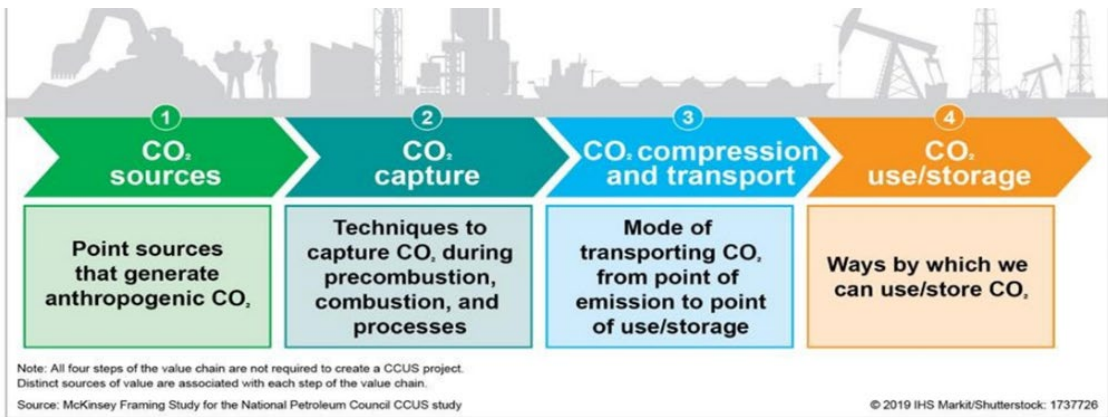 1
CO₂
sources
2
CO₂
capture
3
CO₂ compression
and transport
4
CO₂
use/storage
Point sources
that generate
anthropogenic CO₂
Techniques to
capture CO₂ during
precombustion,
combustion, and
processes
Mode of
transporting CO₂
from point of
emission to point
of use/storage
Ways by which we
can use/store CO₂
Note: All four steps of the value chain are not required to create a CCUS project.
Distinct sources of value are associated with each step of the value chain.
Source: McKinsey Framing Study for the National Petroleum Council CCUS study
© 2019 IHS Markit/Shutterstock: 1737726